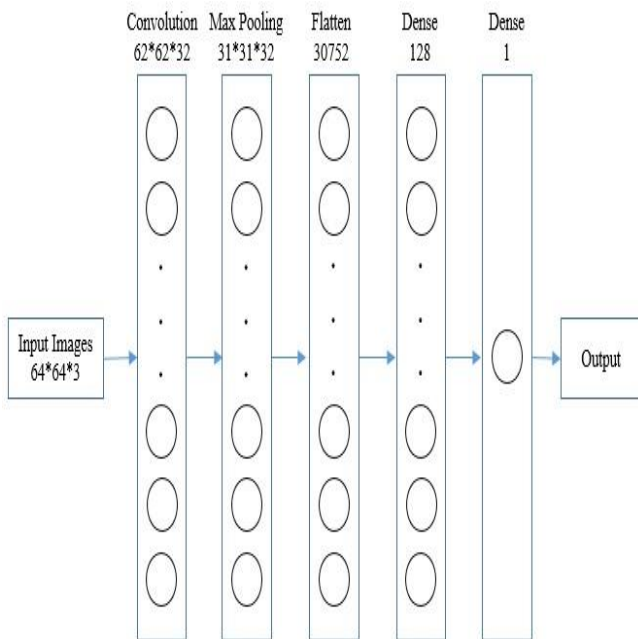 Convolution
62*62*32
Max Pooling
31*31*32
Flatten
30752
Dense
128
Dense
1
Input Images
64*64*3
Output